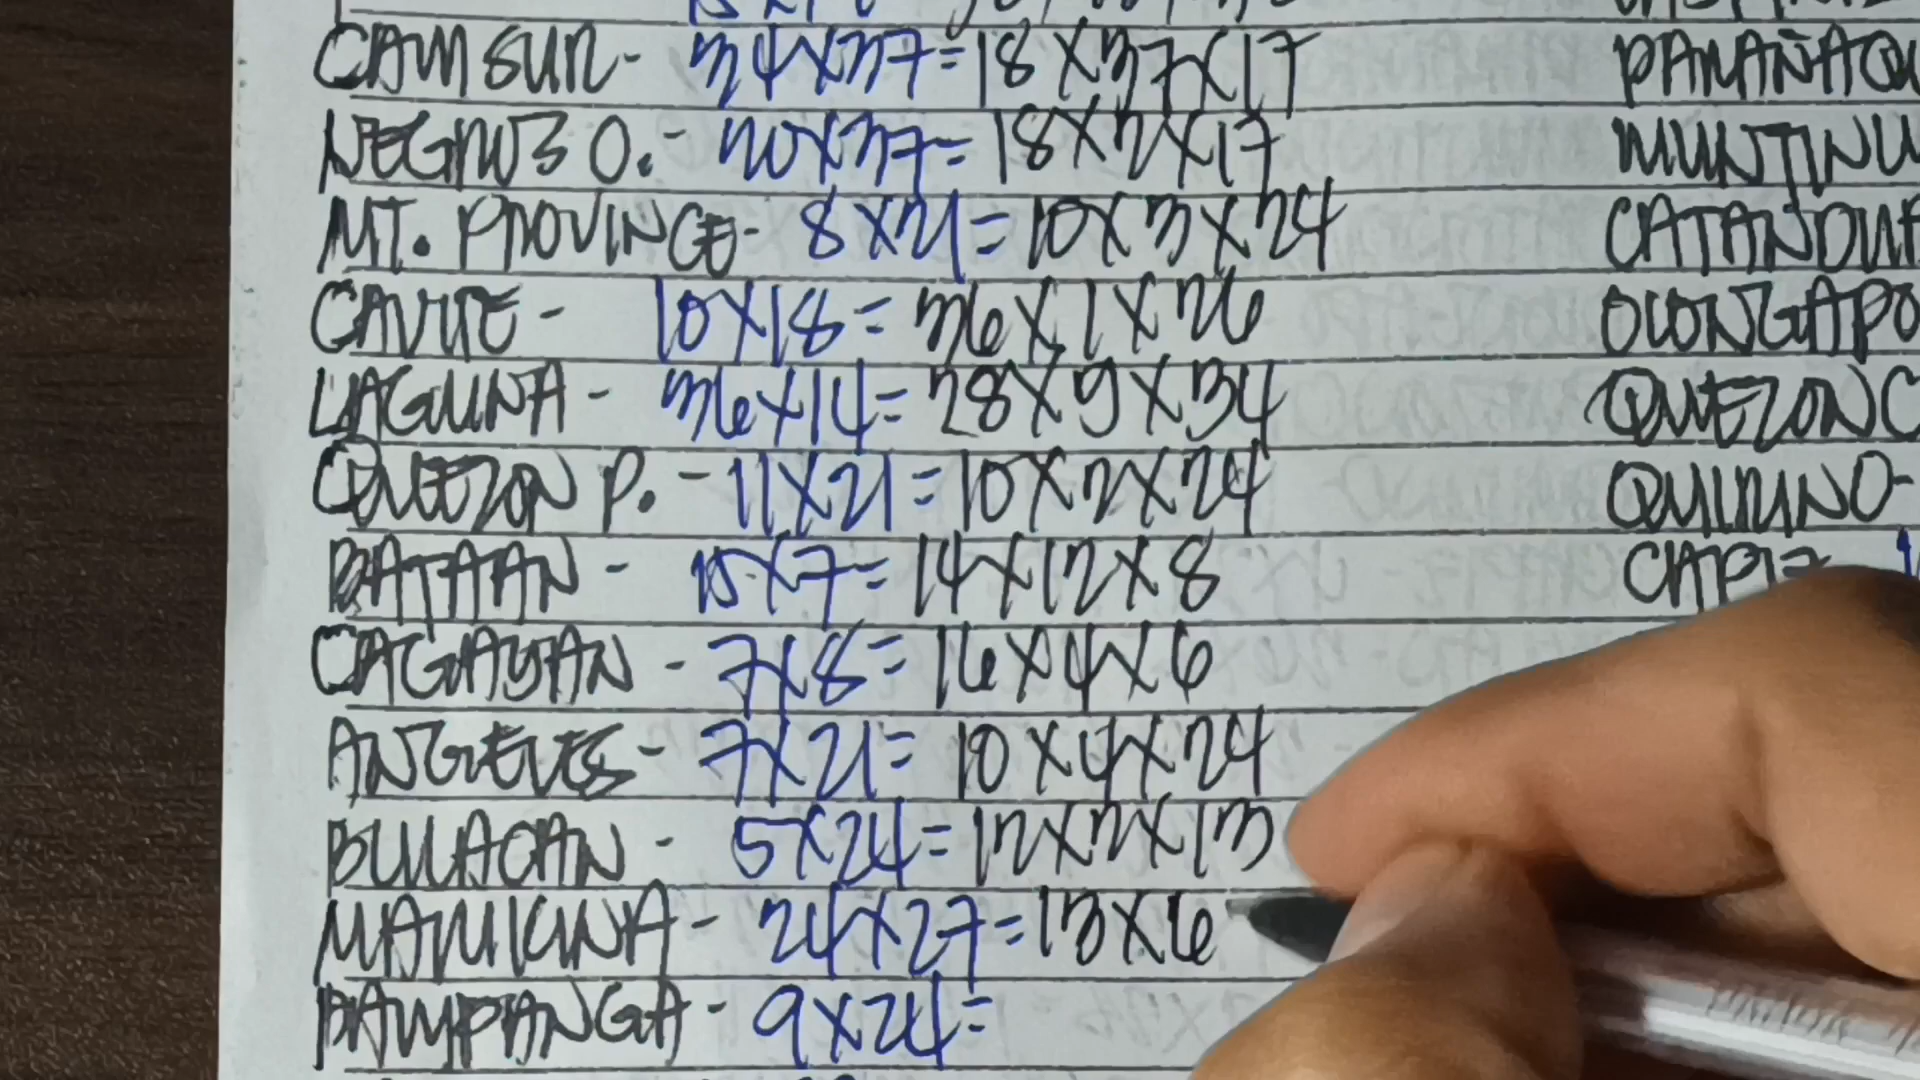 CAM SUR - 34X37=18X37X17
NEGROS O. - 20X37=18X2X17
MT. PROVINCE - 8X21=10X3X24
CAVITE - 10X18=36X1X26
LAGUNA - 36X14=28X9X34
QUEZON P. - 11X21=10X2X24
BATAAN - 15X7=14X12X8
CAGAYAN - 7X8=16X4X6
ANGELES - 7X21=10X4X24
BULACAN - 5X24=12X2X13
MARIKINA - 24X27=13X6
PAMPANGA - 9X24=
PARAÑAQU
MUNTINLU
CATANDUA
OLONGAPO
QUEZON C
QUIRINO -
CAPIZ